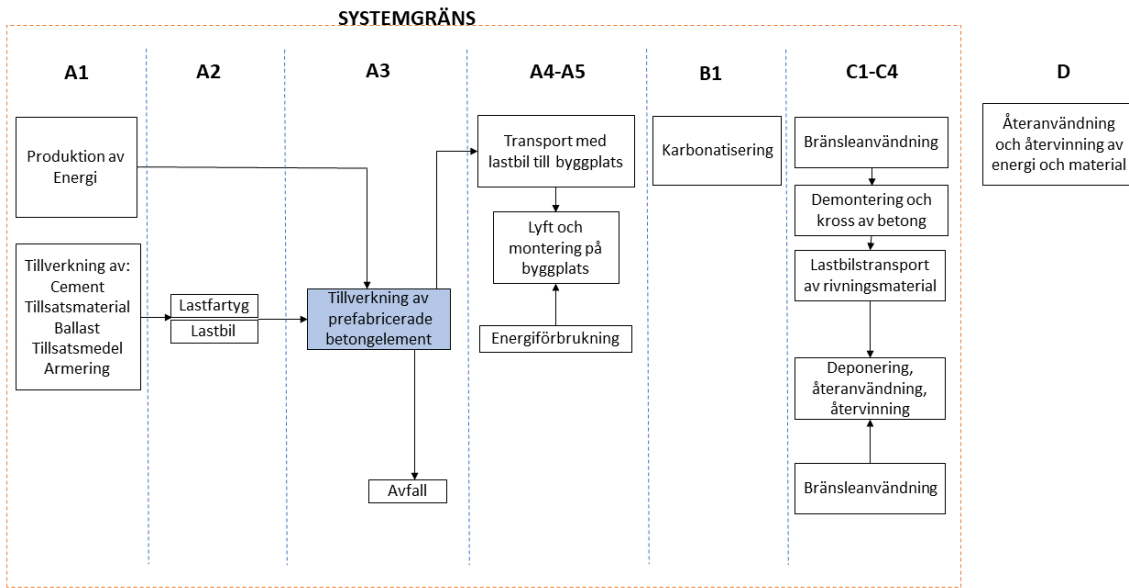 SYSTEMGRÄNS
A1
A2
A3
A4-A5
B1
C1-C4
D
Produktion av
Energi
Tillverkning av:
Cement
Tillsatsmaterial
Ballast
Tillsatsmedel
Armering
Lastfartyg
Lastbil
Tillverkning av
prefabricerade
betongelement
Avfall
Transport med
lastbil till byggplats
Lyft och
montering på
byggplats
Energiförbrukning
Karbonatisering
Bränsleanvändning
Demontering och
kross av betong
Lastbilstransport
av rivningsmaterial
Deponering,
återanvändning,
återvinning
Bränsleanvändning
Återanvändning
och återvinning av
energi och material